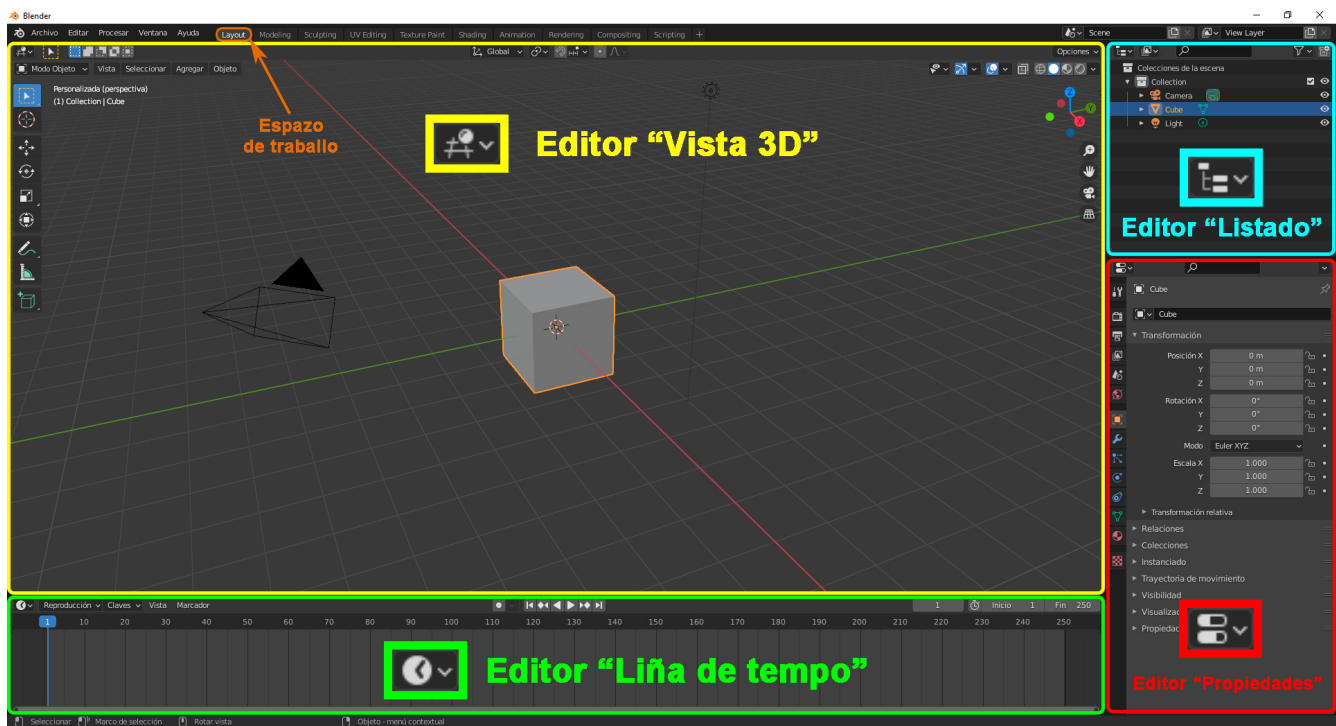 Blender
Archivo Editar Procesar Ventana Ayuda Layout Modeling Sculpting UV Editing Texture Paint Shading Animation Rendering Compositing Scripting + Scene View Layer
Global Opciones
Modo Objeto Vista Seleccionar Agregar Objeto
Personalizada (perspectiva)
(1) Collection | Cube
Espazo
de traballo
Editor “Vista 3D”
Z
Y
X
Colecciones de la escena
Collection
Camera
Cube
Light
Editor “Listado”
Cube
Cube
Transformación
Posición X 0 m
Y 0 m
Z 0 m
Rotación X 0°
Y 0°
Z 0°
Modo Euler XYZ
Escala X 1.000
Y 1.000
Z 1.000
Transformación relativa
Relaciones
Colecciones
Instanciado
Trayectoria de movimiento
Visibilidad
Visualiza
Propiedad
Editor “Propiedades”
Reproducción Claves Vista Marcador 1 Inicio 1 Fin 250
1 10 20 30 40 50 60 70 80 90 100 110 120 130 140 150 160 170 180 190 200 210 220 230 240 250
Editor “Liña de tempo”
Seleccionar Marco de selección Rotar vista Objeto - menú contextual